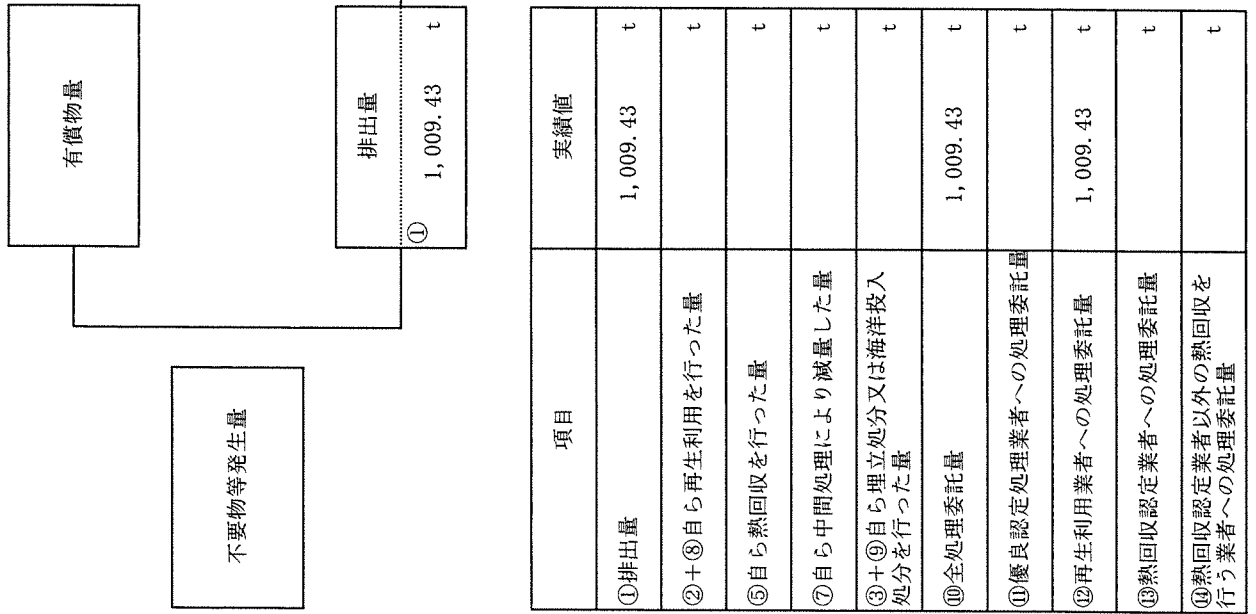 不要物等発生量
有償物量
排出量
① 1,009.43 t
項目 実績値
①排出量 1,009.43 t
②+⑧自ら再生利用を行った量 t
⑤自ら熱回収を行った量 t
⑦自ら中間処理により減量した量 t
③+⑨自ら埋立処分又は海洋投入
処分を行った量 t
⑩全処理委託量 1,009.43 t
⑪優良認定処理業者への処理委託量 t
⑫再生利用業者への処理委託量 1,009.43 t
⑬熱回収認定業者への処理委託量 t
⑭熱回収認定業者以外の熱回収を
行う業者への処理委託量 t